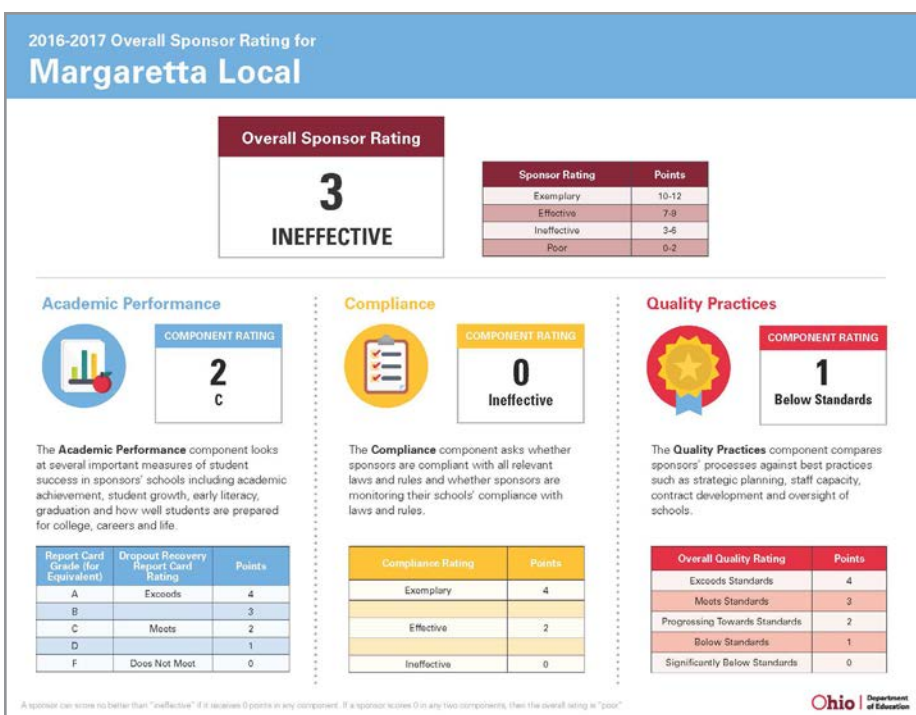 2016-2017 Overall Sponsor Rating for
Margaretta Local
Overall Sponsor Rating
3
INEFFECTIVE
Sponsor Rating Points
Exemplary 10-12
Effective 7-9
Ineffective 3-6
Poor 0-2
Academic Performance
COMPONENT RATING
2
C
The Academic Performance component looks
at several important measures of student
success in sponsors' schools including academic
achievement, student growth, early literacy,
graduation and how well students are prepared
for college, careers and life.
Report Card Grade (for Equivalent) Dropout Recovery Report Card Rating Points
A Exceeds 4
B 3
C Meets 2
D 1
F Does Not Meet 0
Compliance
COMPONENT RATING
0
Ineffective
The Compliance component asks whether
sponsors are compliant with all relevant
laws and rules and whether sponsors are
monitoring their schools' compliance with
laws and rules.
Compliance Rating Points
Exemplary 4
Effective 2
Ineffective 0
Quality Practices
COMPONENT RATING
1
Below Standards
The Quality Practices component compares
sponsors' processes against best practices
such as strategic planning, staff capacity,
contract development and oversight of
schools.
Overall Quality Rating Points
Exceeds Standards 4
Meets Standards 3
Progressing Towards Standards 2
Below Standards 1
Significantly Below Standards 0
A sponsor can score no better than "ineffective" if it receives 0 points in any component. If a sponsor scores 0 in any two components, then the overall rating is "poor"
Ohio Department
of Education